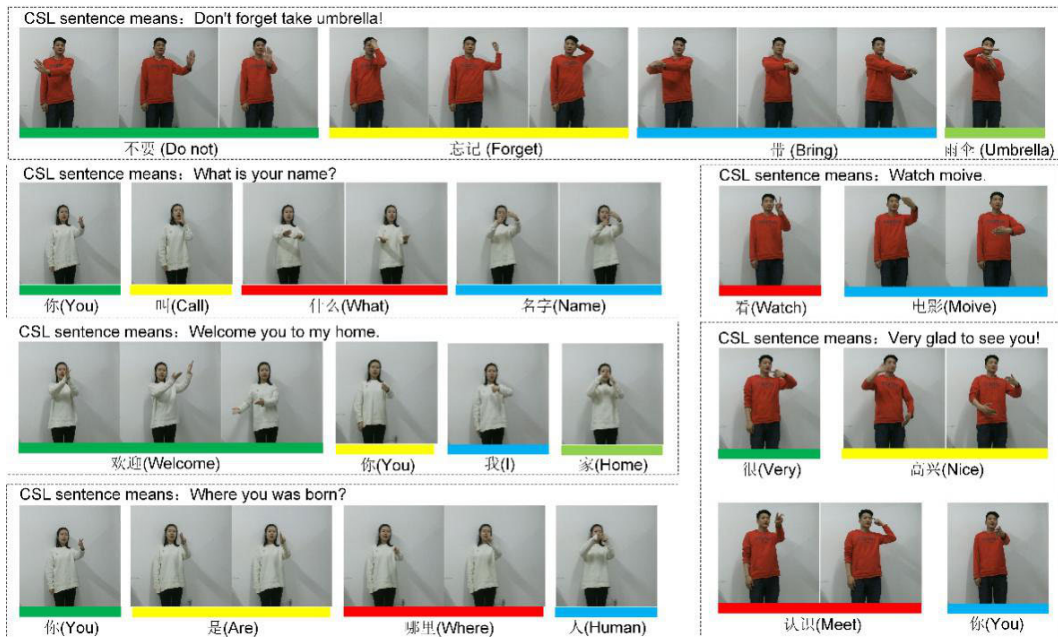 CSL sentence means：Don't forget take umbrella!
不要 (Do not) 忘记 (Forget) 带 (Bring) 雨伞 (Umbrella)
CSL sentence means：What is your name?
你(You) 叫(Call) 什么(What) 名字(Name)
CSL sentence means：Watch moive.
看(Watch) 电影(Moive)
CSL sentence means：Welcome you to my home.
欢迎(Welcome) 你(You) 我(I) 家(Home)
CSL sentence means：Very glad to see you!
很(Very) 高兴(Nice)
认识(Meet) 你(You)
CSL sentence means：Where you was born?
你(You) 是(Are) 哪里(Where) 人(Human)